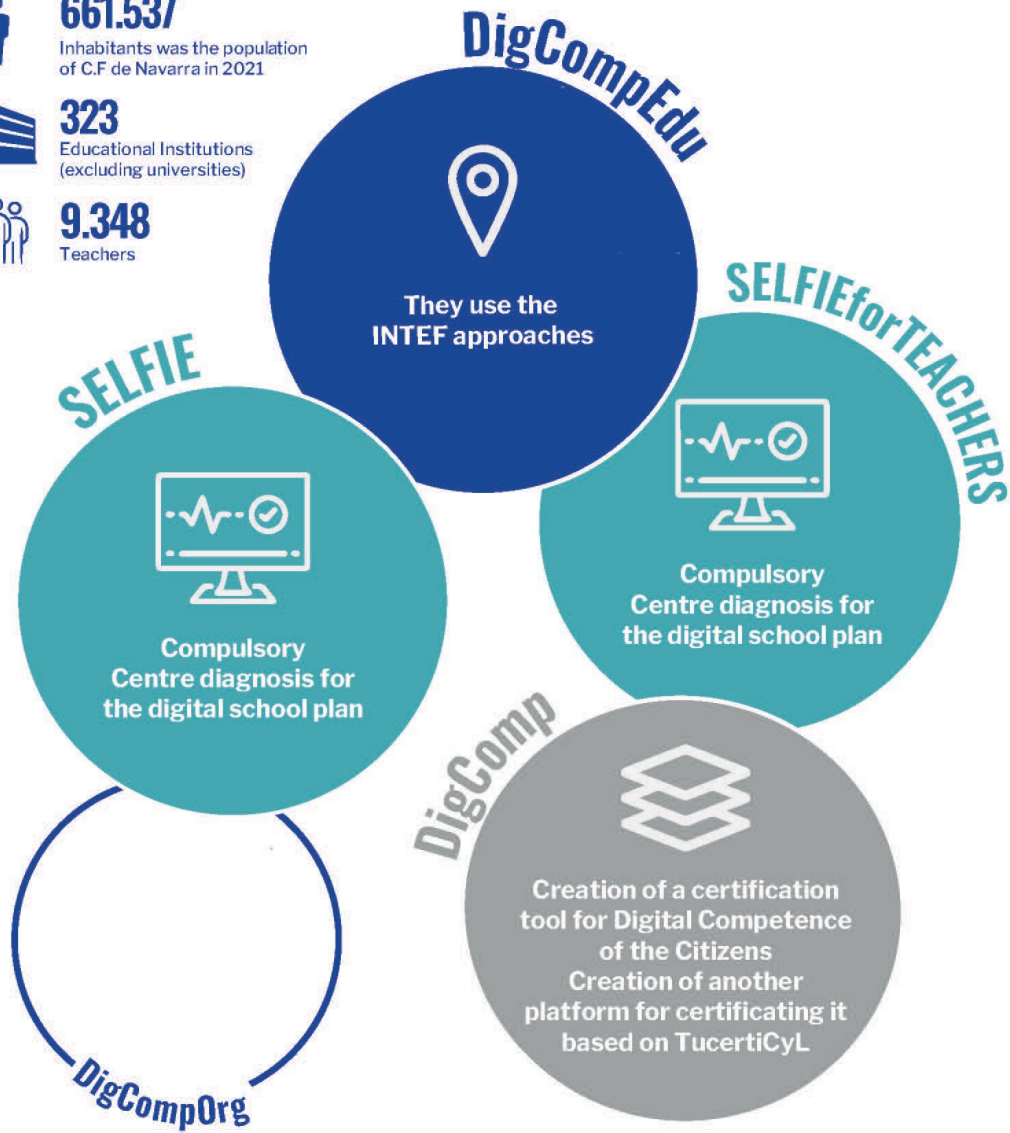 661.537
Inhabitants was the population
of C.F de Navarra in 2021
323
Educational Institutions
(excluding universities)
9.348
Teachers
DigCompEdu
They use the
INTEF approaches
SELFIEforTEACHERS
Compulsory
Centre diagnosis for
the digital school plan
SELFIE
Compulsory
Centre diagnosis for
the digital school plan
DigComp
Creation of a certification
tool for Digital Competence
of the Citizens
Creation of another
platform for certificating it
based on TucertiCyL
DigCompOrg